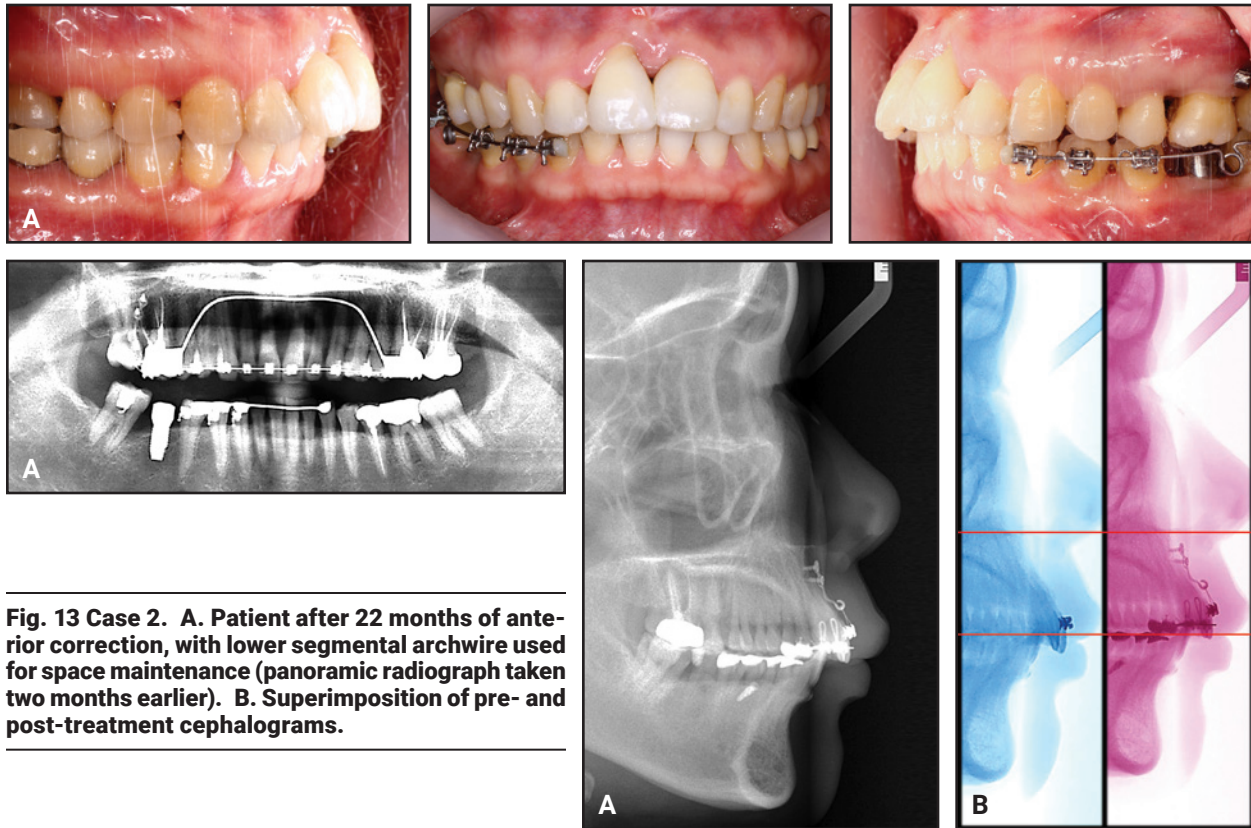 A
A
A
B
Fig. 13 Case 2. A. Patient after 22 months of ante-
rior correction, with lower segmental archwire used
for space maintenance (panoramic radiograph taken
two months earlier). B. Superimposition of pre- and
post-treatment cephalograms.